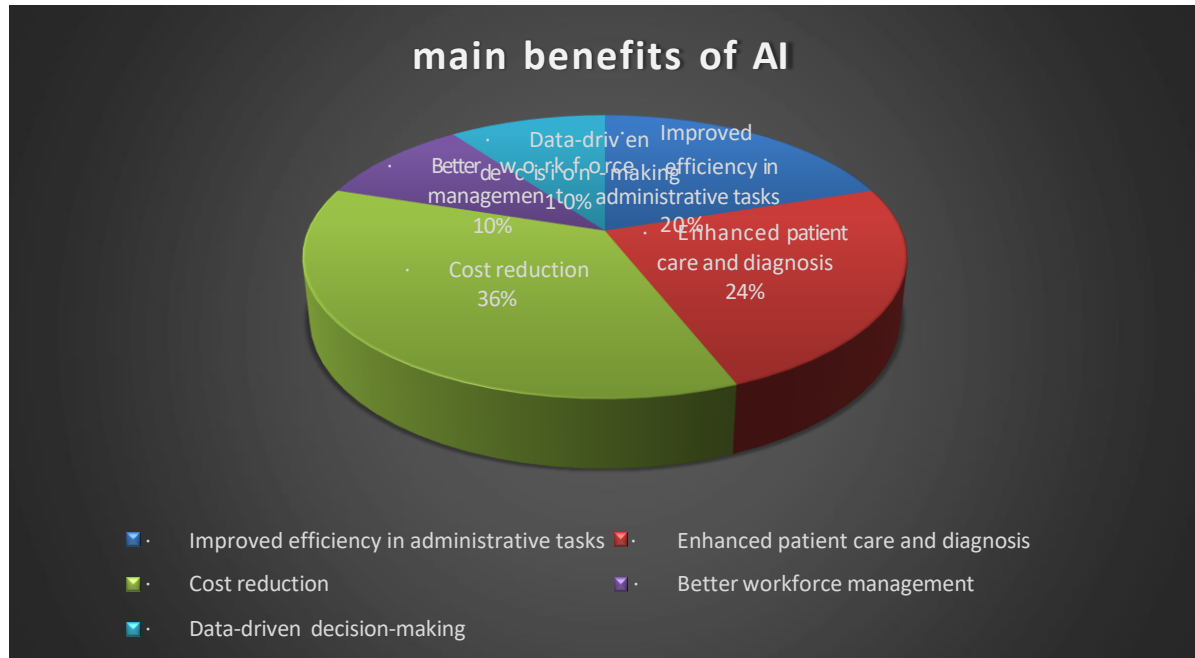 main benefits of AI
· Data-driven
decision-making
10%
· Improved
efficiency in
administrative tasks
20%
· Better workforce
management
10%
· Enhanced patient
care and diagnosis
24%
· Cost reduction
36%
· Improved efficiency in administrative tasks
· Enhanced patient care and diagnosis
· Cost reduction
· Better workforce management
· Data-driven decision-making